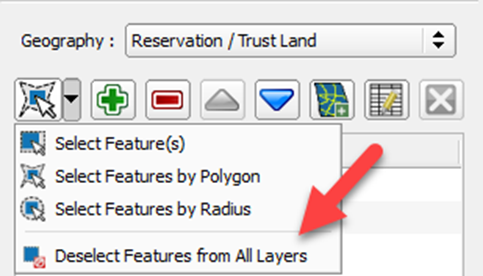 Geography : Reservation / Trust Land
Select Feature(s)
Select Features by Polygon
Select Features by Radius
Deselect Features from All Layers